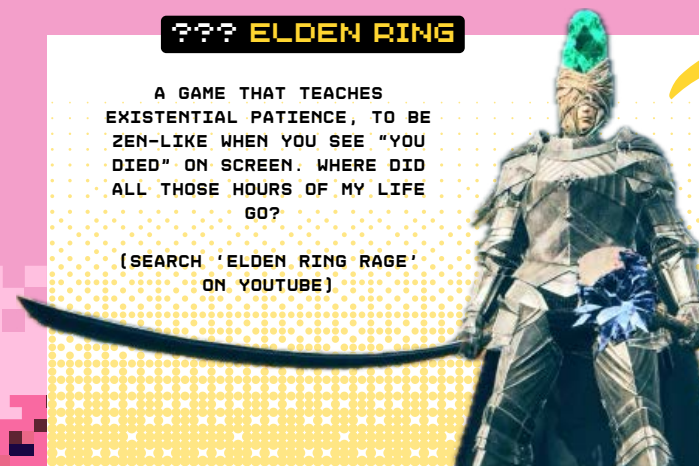 ??? ELDEN RING
A GAME THAT TEACHES
EXISTENTIAL PATIENCE, TO BE
ZEN-LIKE WHEN YOU SEE "YOU
DIED" ON SCREEN. WHERE DID
ALL THOSE HOURS OF MY LIFE
GO?
(SEARCH 'ELDEN RING RAGE'
ON YOUTUBE)